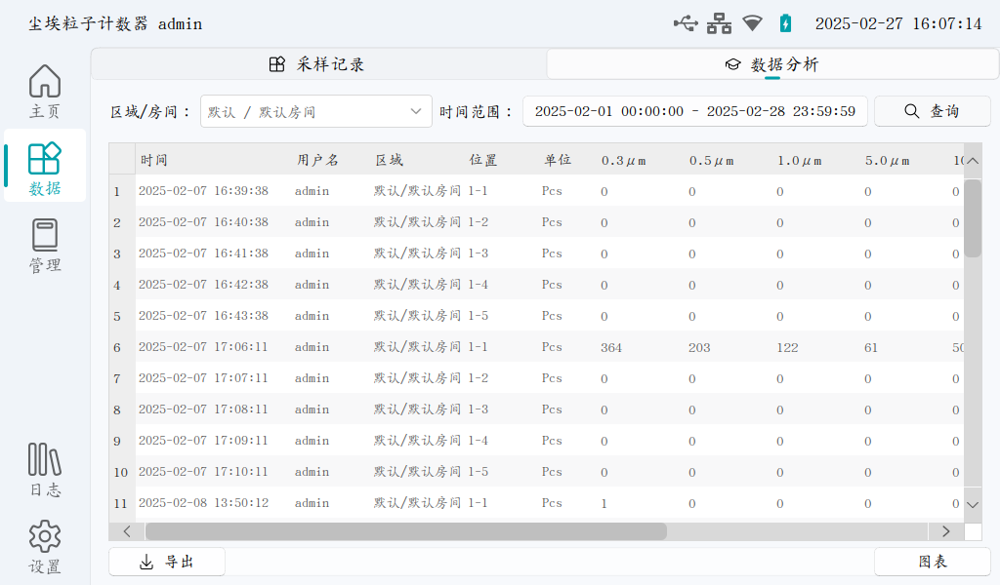 尘埃粒子计数器 admin 2025-02-27 16:07:14
主页
数据
管理
日志
设置
采样记录 数据分析
区域/房间： 默认 / 默认房间 时间范围： 2025-02-01 00:00:00 - 2025-02-28 23:59:59 查询
时间 用户名 区域 位置 单位 0.3μm 0.5μm 1.0μm 5.0μm 10
1 2025-02-07 16:39:38 admin 默认/默认房间 1-1 Pcs 0 0 0 0 0
2 2025-02-07 16:40:38 admin 默认/默认房间 1-2 Pcs 0 0 0 0 0
3 2025-02-07 16:41:38 admin 默认/默认房间 1-3 Pcs 0 0 0 0 0
4 2025-02-07 16:42:38 admin 默认/默认房间 1-4 Pcs 0 0 0 0 0
5 2025-02-07 16:43:38 admin 默认/默认房间 1-5 Pcs 0 0 0 0 0
6 2025-02-07 17:06:11 admin 默认/默认房间 1-1 Pcs 364 203 122 61 50
7 2025-02-07 17:07:11 admin 默认/默认房间 1-2 Pcs 0 0 0 0 0
8 2025-02-07 17:08:11 admin 默认/默认房间 1-3 Pcs 0 0 0 0 0
9 2025-02-07 17:09:11 admin 默认/默认房间 1-4 Pcs 0 0 0 0 0
10 2025-02-07 17:10:11 admin 默认/默认房间 1-5 Pcs 0 0 0 0 0
11 2025-02-08 13:50:12 admin 默认/默认房间 1-1 Pcs 1 0 0 0 0
导出 图表